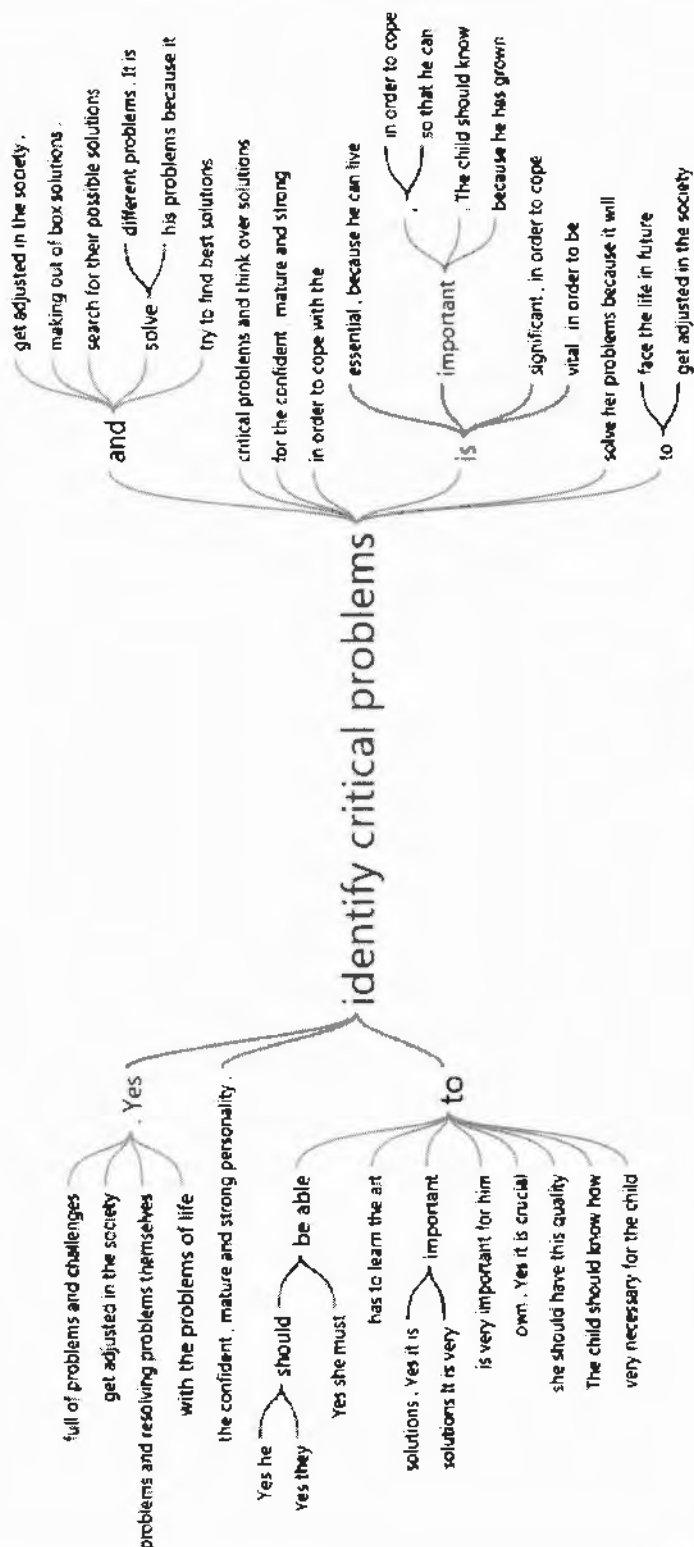 full of problems and challenges
get adjusted in the society
problems and resolving problems themselves
with the problems of life
. Yes
the confident , mature and strong personality .
Yes he
Yes they
should
Yes she must
be able
has to learn the art
solutions . Yes it is
solutions It is very
important
is very important for him
own . Yes it is crucial
she should have this quality
The child should know how
very necessary for the child
to
identify critical problems
and
get adjusted in the society .
making out of box solutions .
search for their possible solutions
solve
different problems . It is
his problems because it
try to find best solutions
critical problems and think over solutions
for the confident , mature and strong
in order to cope with the
is
essential , because he can live
important
,
in order to cope
so that he can
. The child should know
because he has grown
significant , in order to cope
vital , in order to be
solve her problems because it will
to
face the life in future
get adjusted in the society